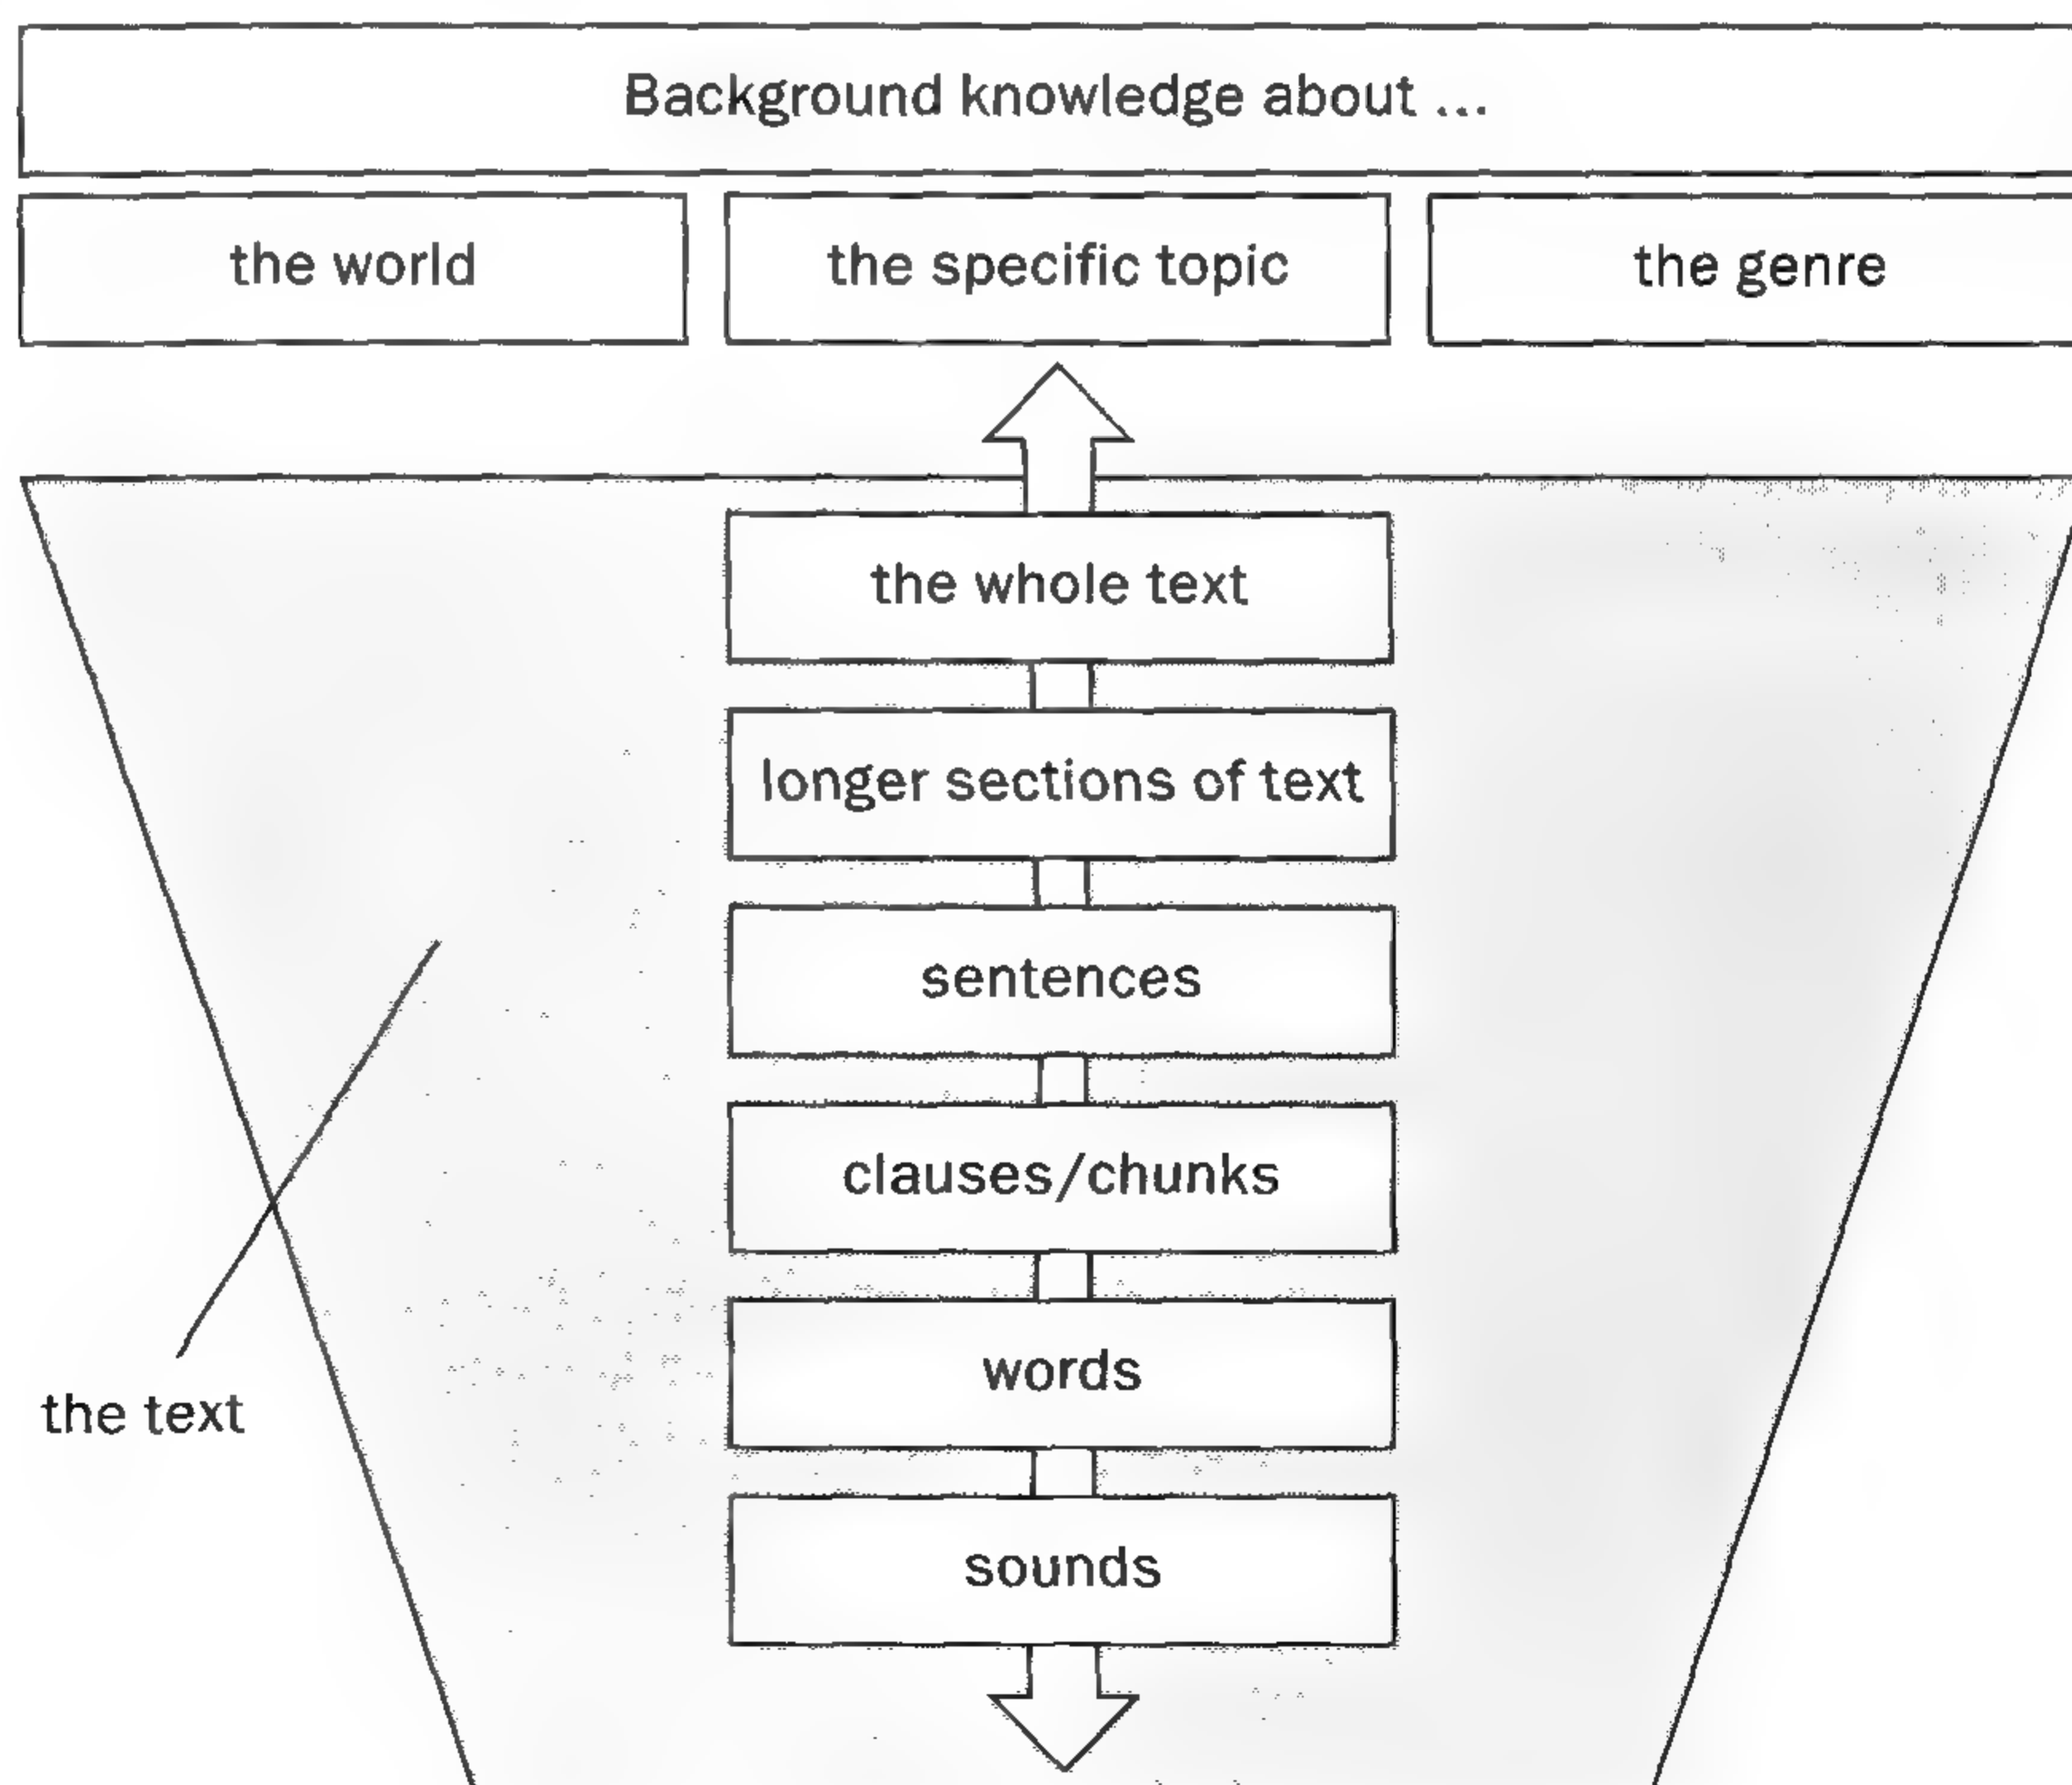 Background knowledge about ...
the world
the specific topic
the genre
the whole text
longer sections of text
sentences
clauses/chunks
words
the text
sounds